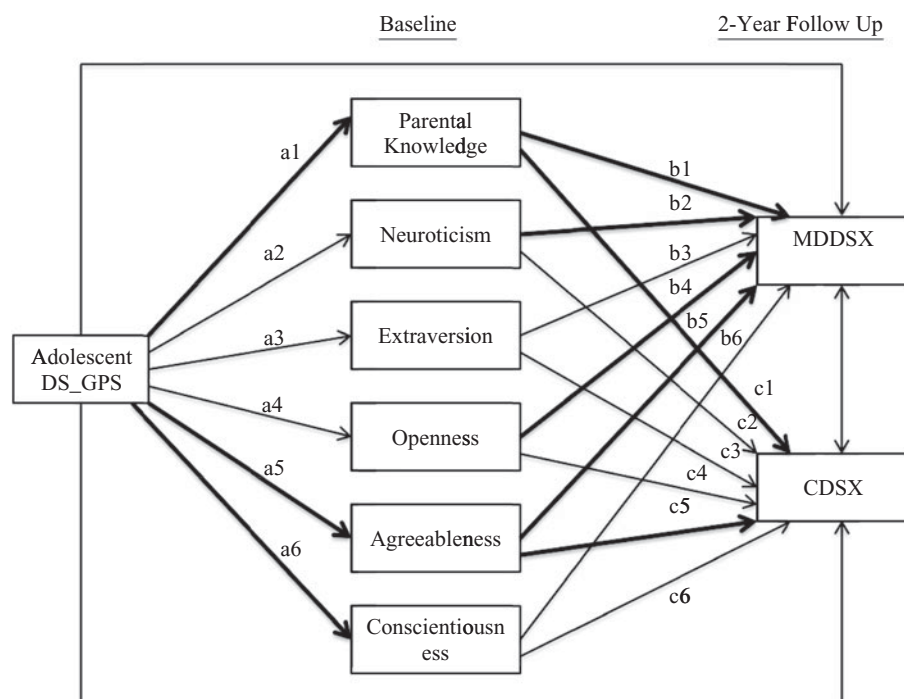 Baseline
2-Year Follow Up
Parental
Knowledge
a1
b1
b2
Neuroticism
MDDSX
a2
b3
b4
Extraversion
a3
b5
b6
Adolescent
DS_GPS
c1
a4
Openness
c2
c3
c4
a5
CDSX
c5
Agreeableness
a6
c6
Conscientiousn
ess